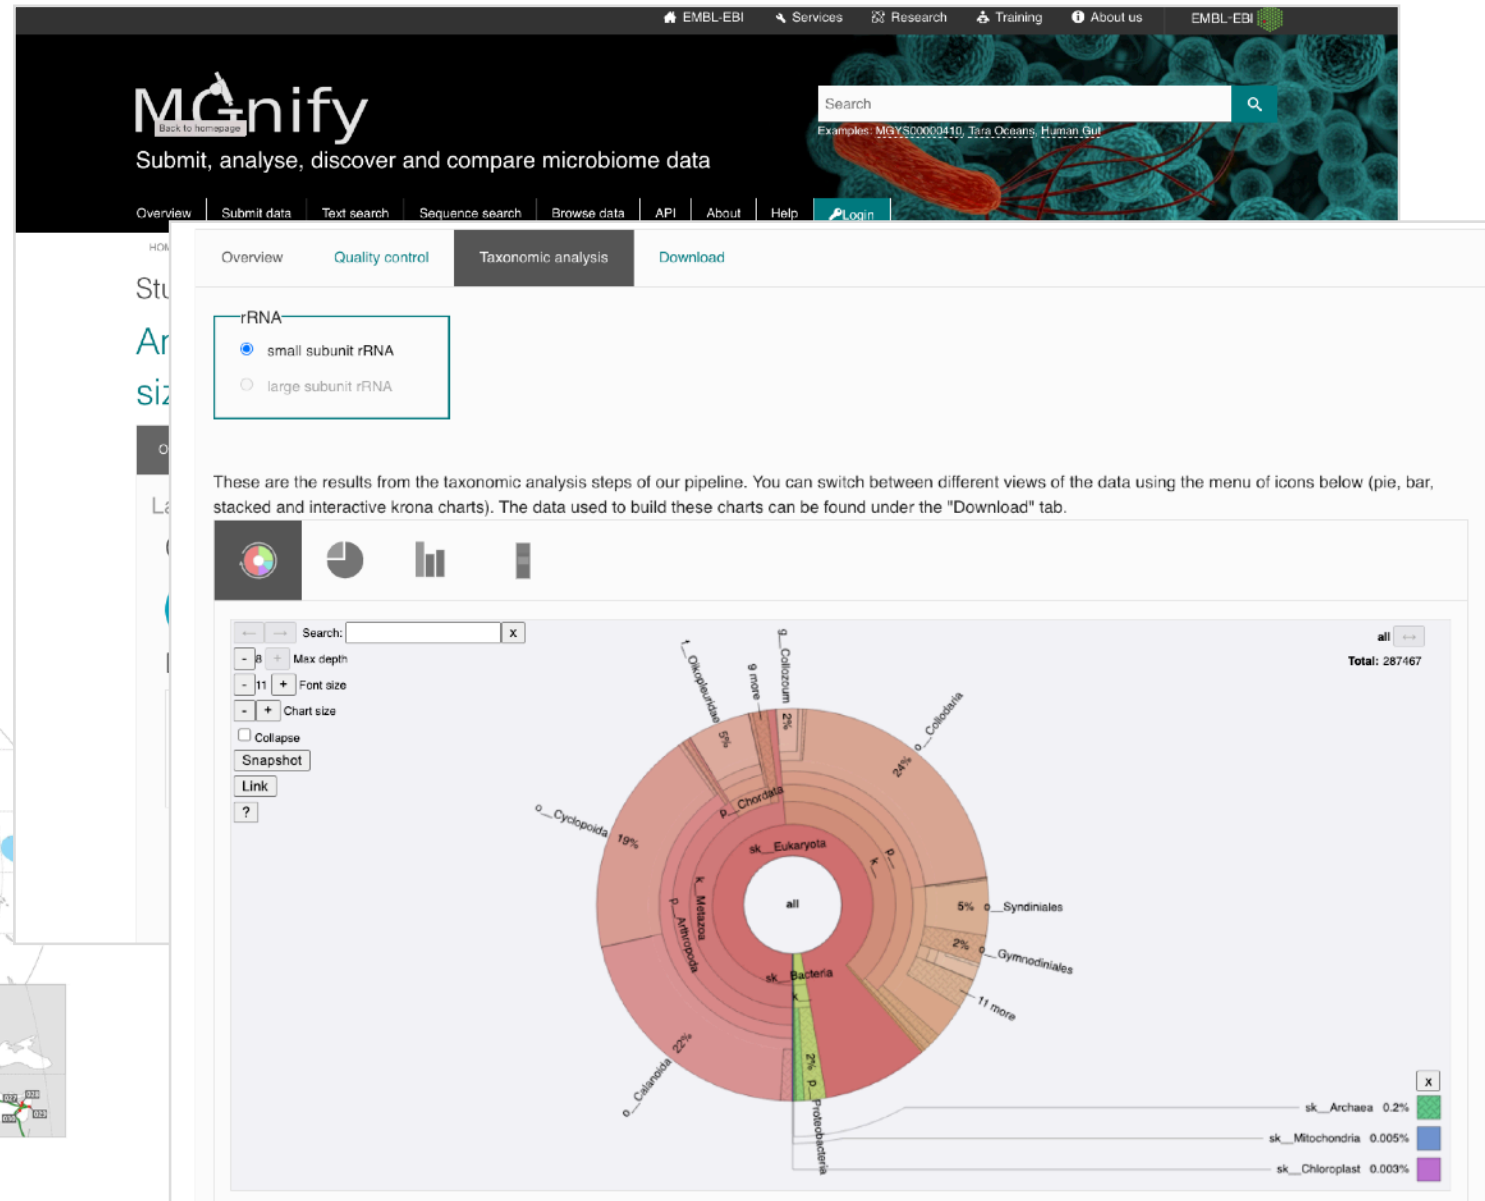 EMBL-EBI Services Research Training About us EMBL-EBI
MGnify
Back to homepage
Submit, analyse, discover and compare microbiome data
Search
Examples: MGYS00000410, Tara Oceans, Human Gut
Overview Submit data Text search Sequence search Browse data API About Help Login
Overview Quality control Taxonomic analysis Download
rRNA
small subunit rRNA
large subunit rRNA
These are the results from the taxonomic analysis steps of our pipeline. You can switch between different views of the data using the menu of icons below (pie, bar,
stacked and interactive krona charts). The data used to build these charts can be found under the "Download" tab.
Search: x
- 8 + Max depth
- 11 + Font size
- + Chart size
Collapse
Snapshot
Link
?
all
Total: 287467
f__Oikopleuridae 5%
9 more
g__Collozoum 2%
o__Collodaria 24%
o__Cyclopoida 19%
p__Chordata
sk__Eukaryota
p__
k__
all
k__Metazoa
p__Arthropoda
5% o__Syndiniales
2% o__Gymnodiniales
11 more
sk__Bacteria
k__
o__Calanoida 22%
2% p__Proteobacteria
x
sk__Archaea 0.2%
sk__Mitochondria 0.005%
sk__Chloroplast 0.003%